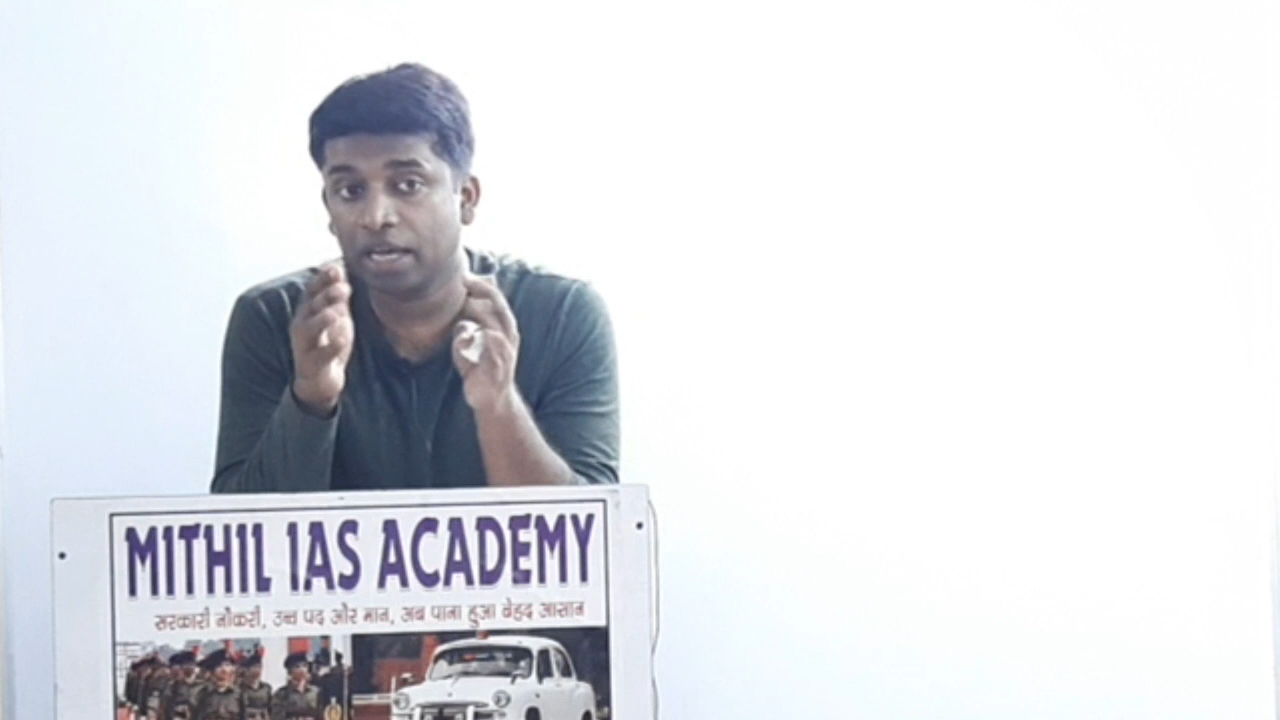 MITHIL IAS ACADEMY
सरकारी नौकरी, उच्च पद और मान, अब पाना हुआ बेहद आसान